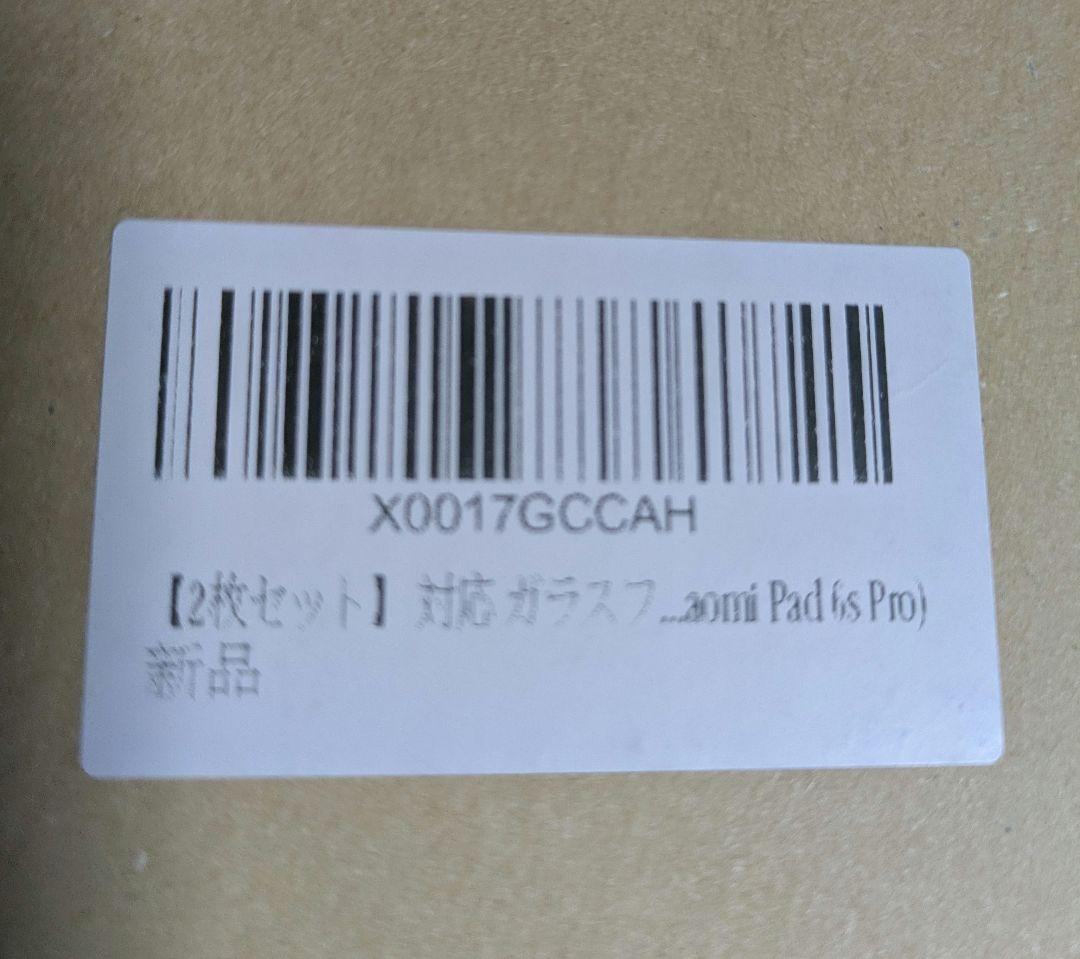 X0017GCCAH
【2枚セット】 対応 ガラスフ...aomi Pad 6s Pro)
新品